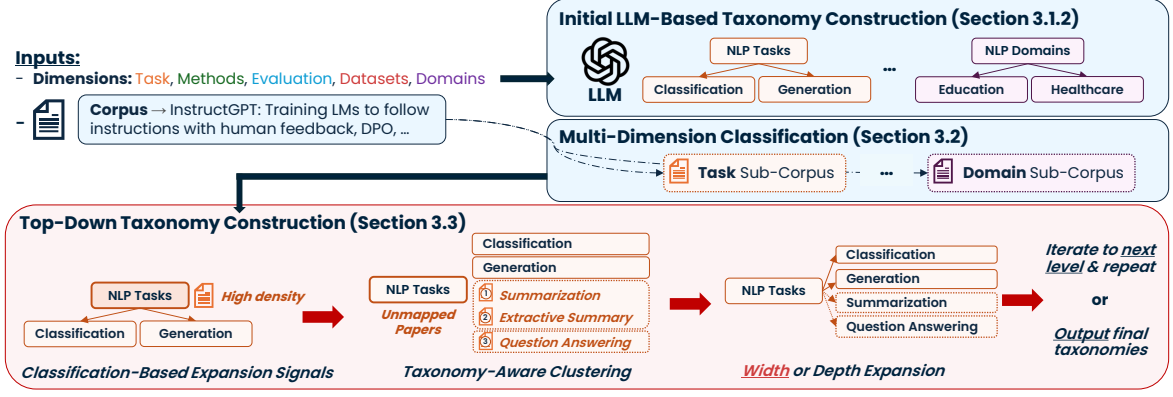 Inputs:
- Dimensions: Task, Methods, Evaluation, Datasets, Domains
- Corpus → InstructGPT: Training LMs to follow
instructions with human feedback, DPO, ...
Initial LLM-Based Taxonomy Construction (Section 3.1.2)
LLM
NLP Tasks
Classification
Generation
...
NLP Domains
Education
Healthcare
Multi-Dimension Classification (Section 3.2)
Task Sub-Corpus
...
Domain Sub-Corpus
Top-Down Taxonomy Construction (Section 3.3)
NLP Tasks
High density
Classification
Generation
Classification-Based Expansion Signals
NLP Tasks
Unmapped
Papers
Classification
Generation
1 Summarization
2 Extractive Summary
3 Question Answering
Taxonomy-Aware Clustering
NLP Tasks
Classification
Generation
Summarization
Question Answering
Width or Depth Expansion
Iterate to next
level & repeat
or
Output final
taxonomies